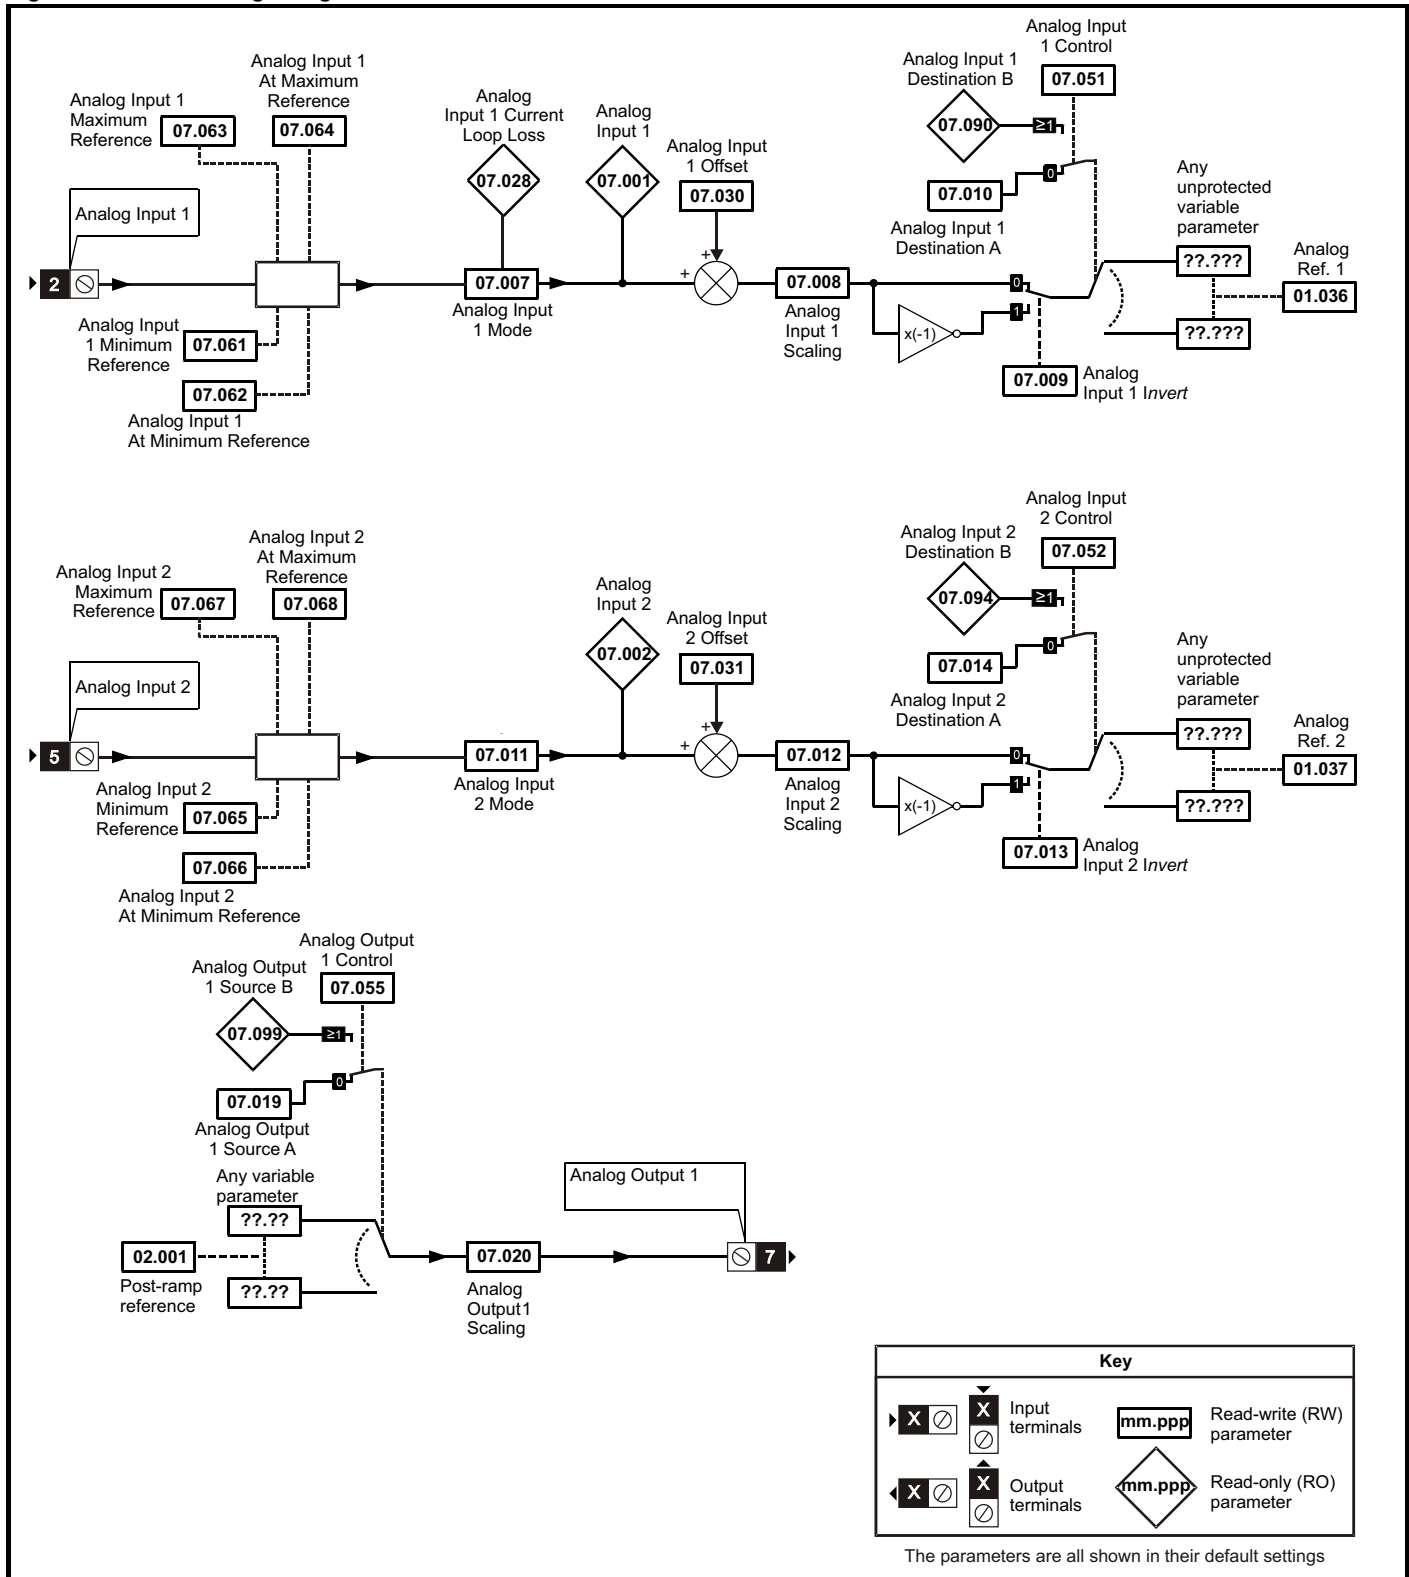 Analog Input 1
Maximum
Reference
07.063
Analog Input 1
At Maximum
Reference
07.064
Analog
Input 1 Current
Loop Loss
07.028
Analog
Input 1
07.001
Analog Input
1 Offset
07.030
Analog Input 1
Destination B
07.090
≥1
Analog Input
1 Control
07.051
0
07.010
Analog Input 1
Destination A
Any
unprotected
variable
parameter
??.???
Analog
Ref. 1
01.036
??.???
Analog Input 1
2
07.007
Analog Input
1 Mode
+
+
07.008
Analog
Input 1
Scaling
0
1
x(-1)
07.009
Analog
Input 1 Invert
Analog Input
1 Minimum
Reference
07.061
07.062
Analog Input 1
At Minimum Reference
Analog Input 2
Maximum
Reference
07.067
Analog Input 2
At Maximum
Reference
07.068
Analog
Input 2
07.002
Analog Input
2 Offset
07.031
Analog Input 2
Destination B
07.094
≥1
Analog Input
2 Control
07.052
0
07.014
Analog Input 2
Destination A
Any
unprotected
variable
parameter
??.???
Analog
Ref. 2
01.037
??.???
Analog Input 2
5
07.011
Analog Input
2 Mode
+
+
07.012
Analog
Input 2
Scaling
0
1
x(-1)
07.013
Analog
Input 2 Invert
Analog Input 2
Minimum
Reference
07.065
07.066
Analog Input 2
At Minimum Reference
Analog Output
1 Control
07.055
Analog Output
1 Source B
07.099
≥1
0
07.019
Analog Output
1 Source A
Any variable
parameter
??.??
02.001
Post-ramp
reference
??.??
07.020
Analog
Output1
Scaling
Analog Output 1
7
Key
X
X
Input
terminals
mm.ppp
Read-write (RW)
parameter
X
X
Output
terminals
mm.ppp
Read-only (RO)
parameter
The parameters are all shown in their default settings